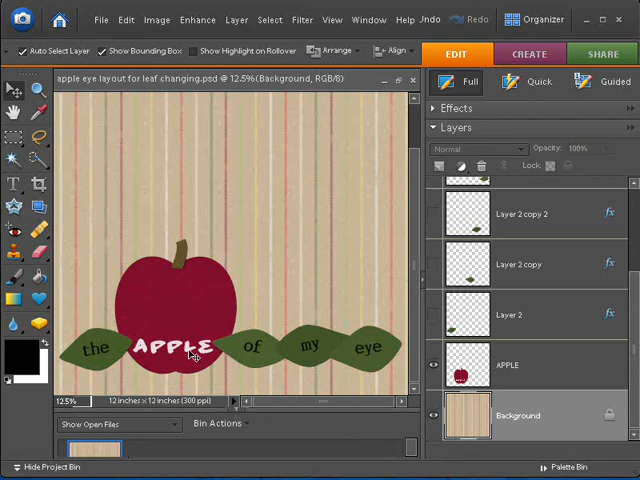 File Edit Image Enhance Layer Select Filter View Window Help Undo Redo Organizer
Auto Select Layer Show Bounding Box Show Highlight on Rollover Arrange Align
EDIT CREATE SHARE
apple eye layout for leaf changing.psd @ 12.5%(Background, RGB/8)
Full Quick Guided
Effects
Layers
Normal Opacity: 100%
Lock:
Layer 2 copy 2 fx
Layer 2 copy fx
Layer 2 fx
APPLE
Background
the APPLE of my eye
12.5% 12 inches x 12 inches (300 ppi)
Show Open Files Bin Actions
Hide Project Bin Palette Bin